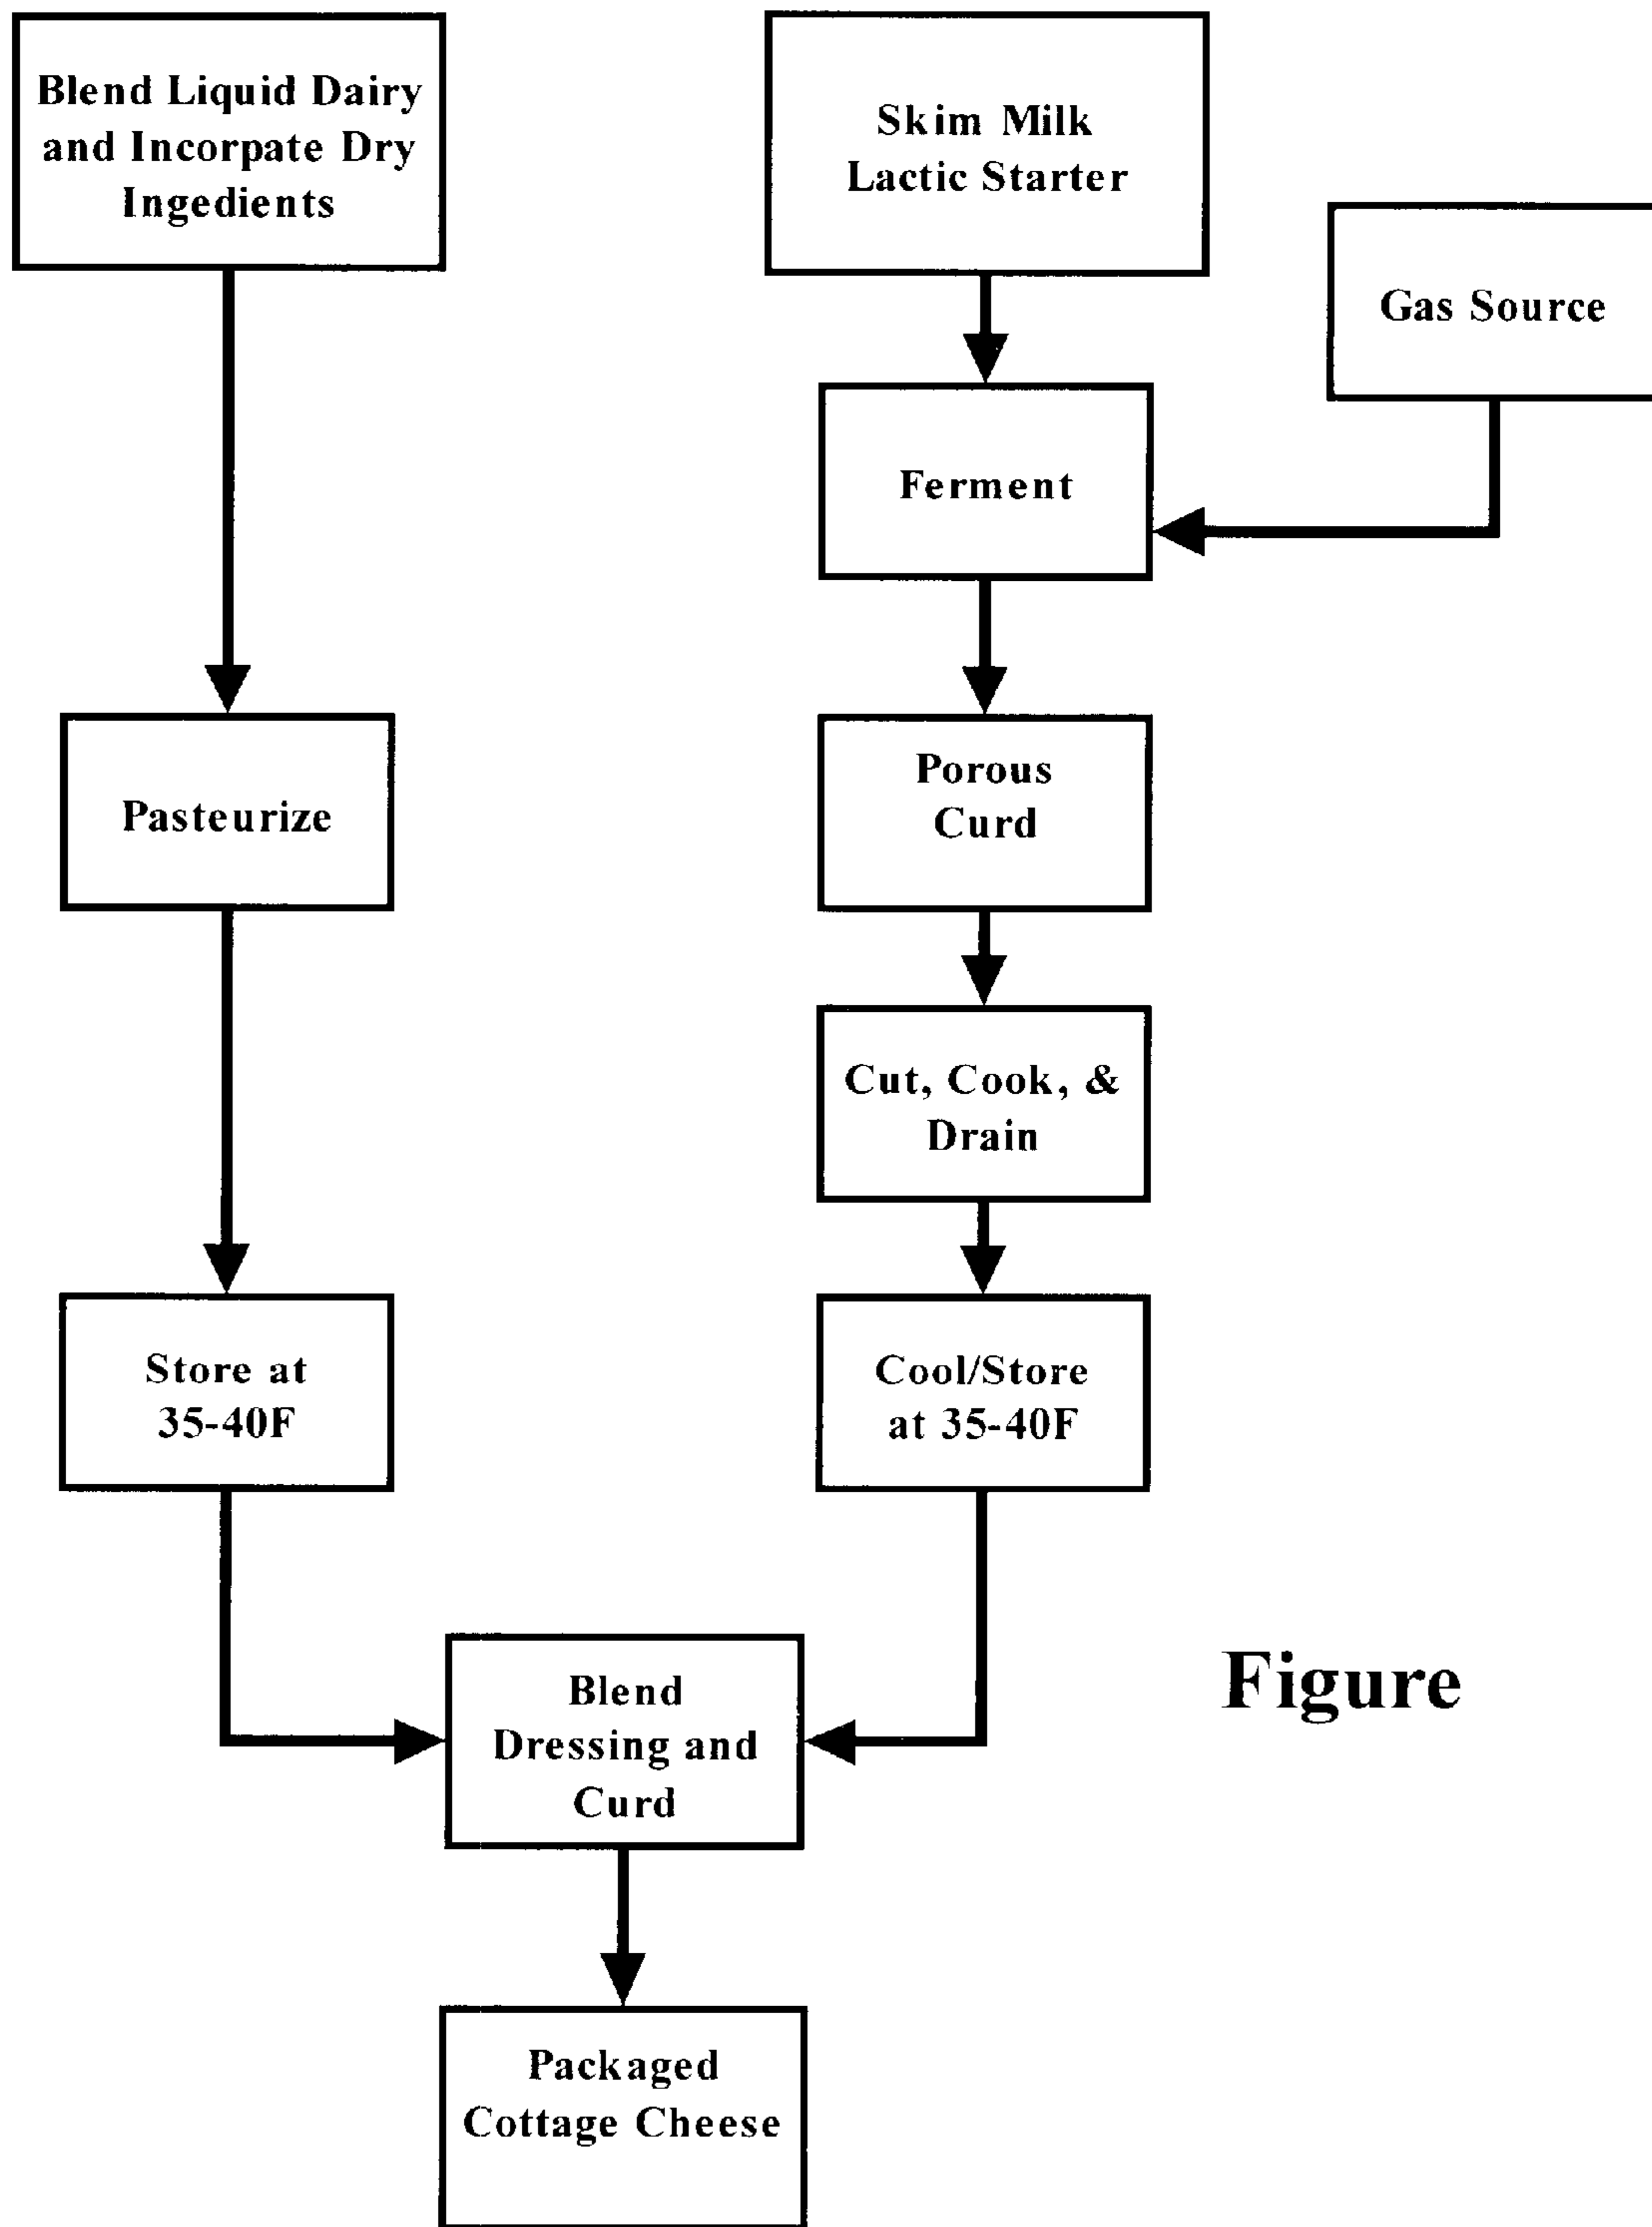 Blend Liquid Dairy
and Incorpate Dry
Ingedients
Skim Milk
Lactic Starter
Gas Source
Ferment
Pasteurize
Porous
Curd
Cut, Cook, &
Drain
Store at
35-40F
Cool/Store
at 35-40F
Blend
Dressing and
Curd
Figure
Packaged
Cottage Cheese